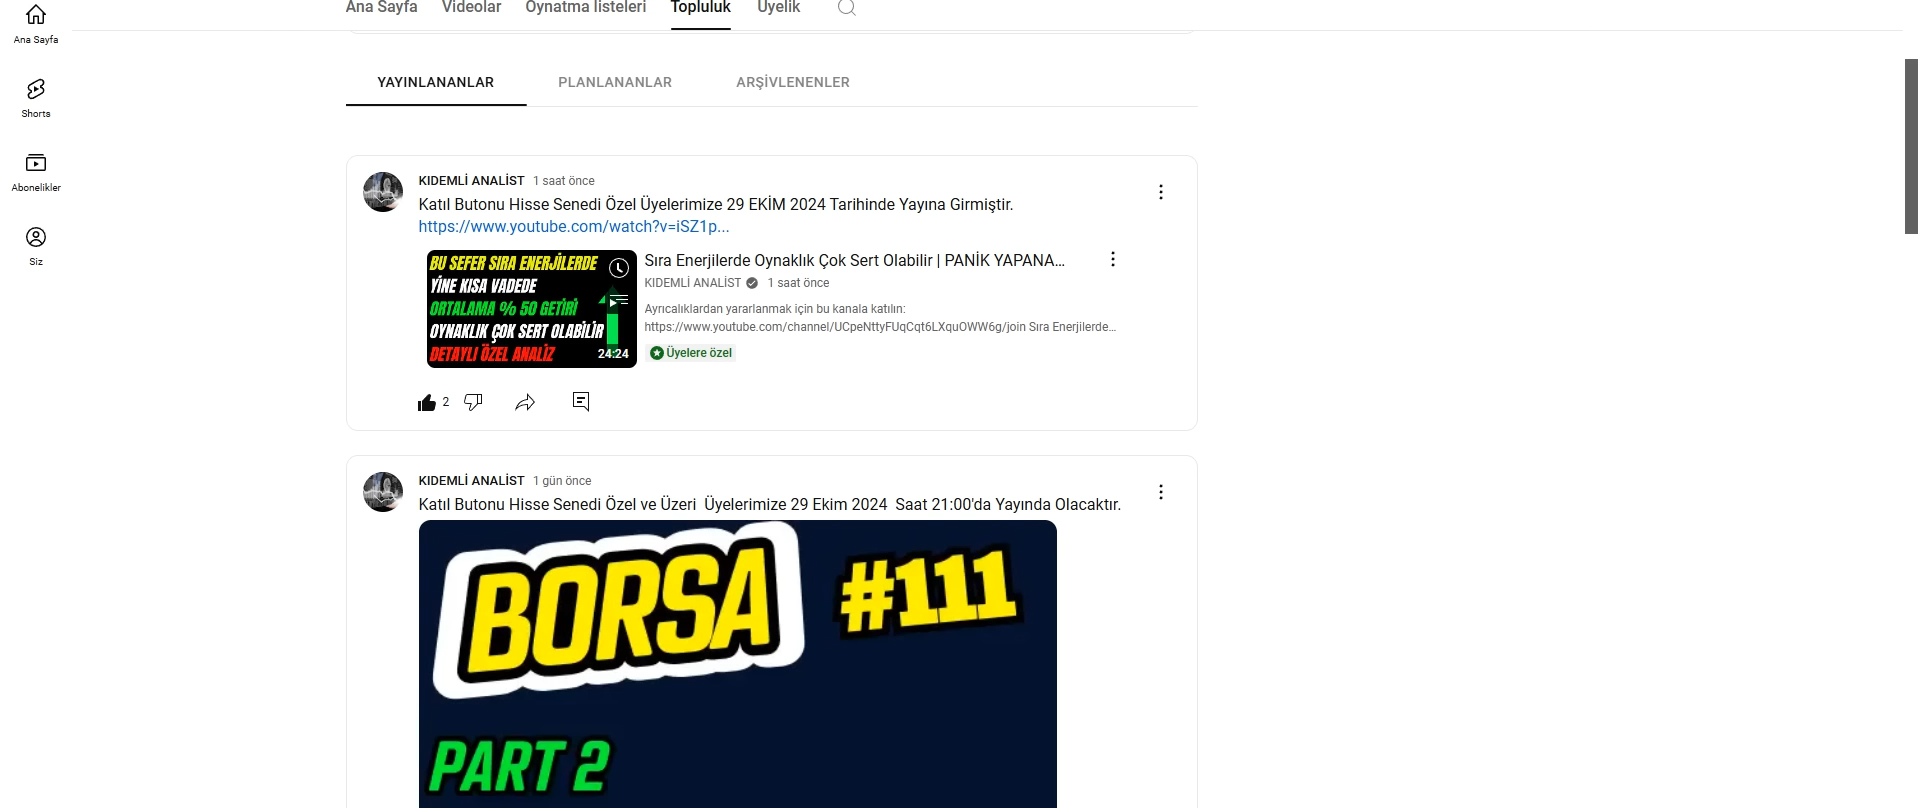 Ana Sayfa Videolar Oynatma listeleri Topluluk Üyelik
Ana Sayfa
Shorts
Abonelikler
Siz
YAYINLANANLAR PLANLANANLAR ARŞİVLENENLER
KIDEMLİ ANALİST 1 saat önce
Katıl Butonu Hisse Senedi Özel Üyelerimize 29 EKİM 2024 Tarihinde Yayına Girmiştir.
https://www.youtube.com/watch?v=iSZ1p...
BU SEFER SIRA ENERJİLERDE
YİNE KISA VADEDE
ORTALAMA % 50 GETİRİ
OYNAKLIK ÇOK SERT OLABİLİR
DETAYLI ÖZEL ANALİZ
24:24
Sıra Enerjilerde Oynaklık Çok Sert Olabilir | PANİK YAPANA...
KIDEMLİ ANALİST 1 saat önce
Ayrıcalıklardan yararlanmak için bu kanala katılın:
https://www.youtube.com/channel/UCpeNttyFUqCqt6LXquOWW6g/join Sıra Enerjilerde...
Üyelere özel
2
KIDEMLİ ANALİST 1 gün önce
Katıl Butonu Hisse Senedi Özel ve Üzeri  Üyelerimize 29 Ekim 2024  Saat 21:00'da Yayında Olacaktır.
BORSA #111
PART 2